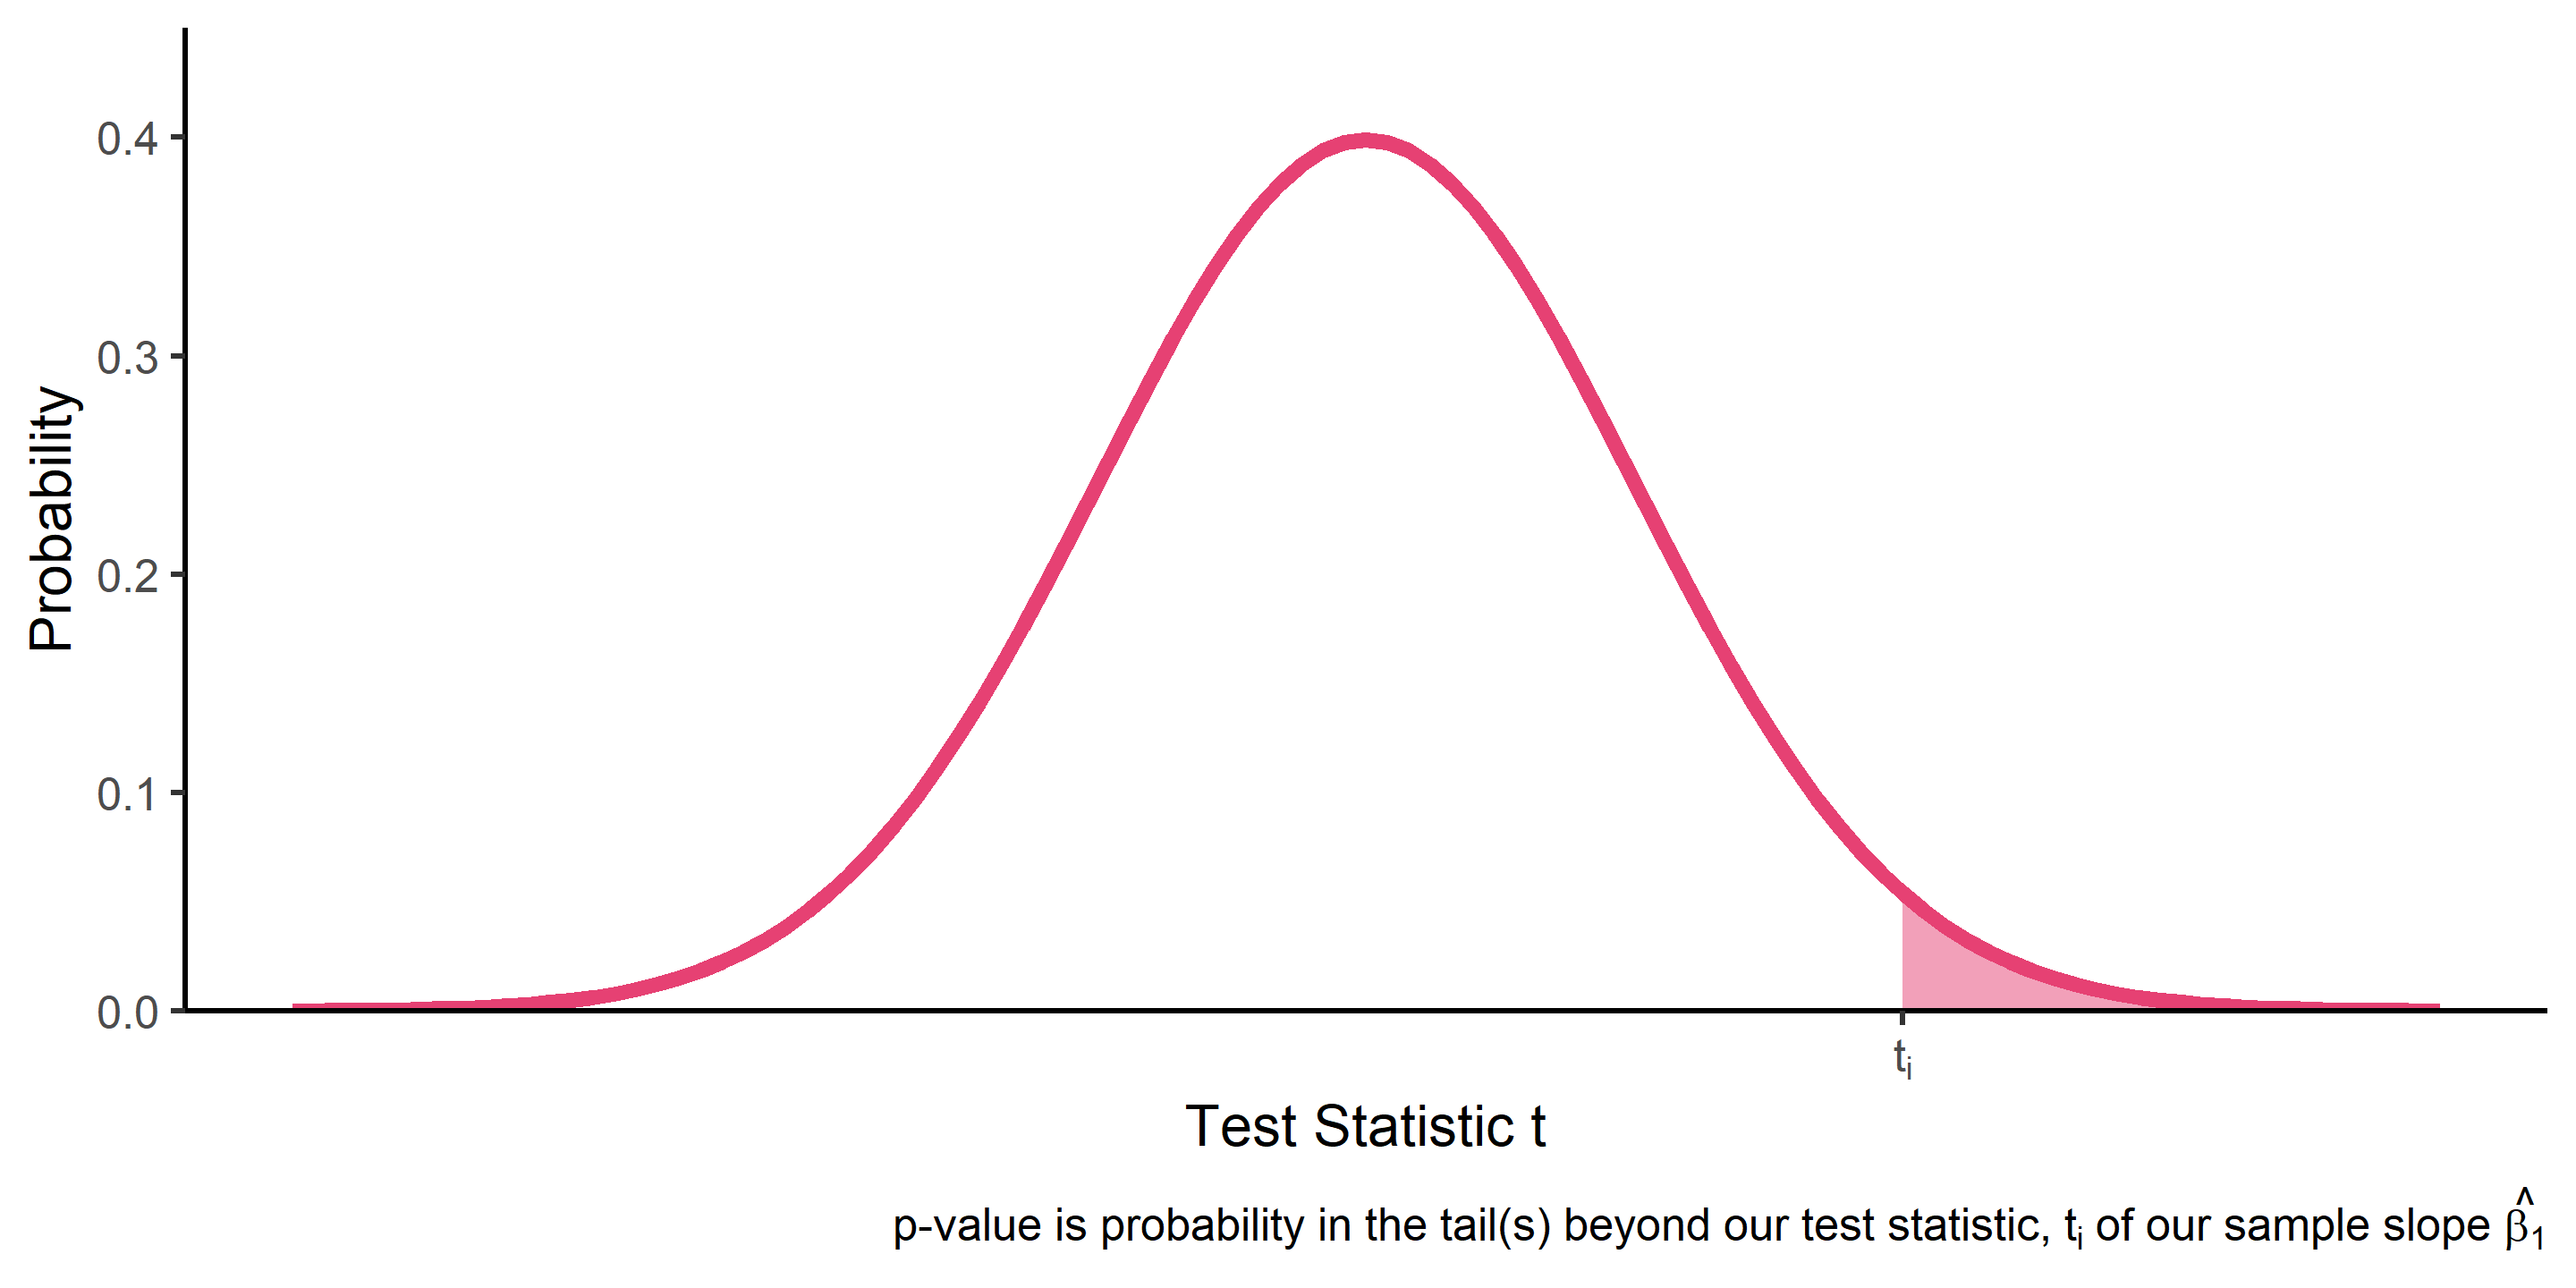 0.4
0.3
0.2
0.1
0.0
Probability
tᵢ
Test Statistic t
p-value is probability in the tail(s) beyond our test statistic, tᵢ of our sample slope β̂₁